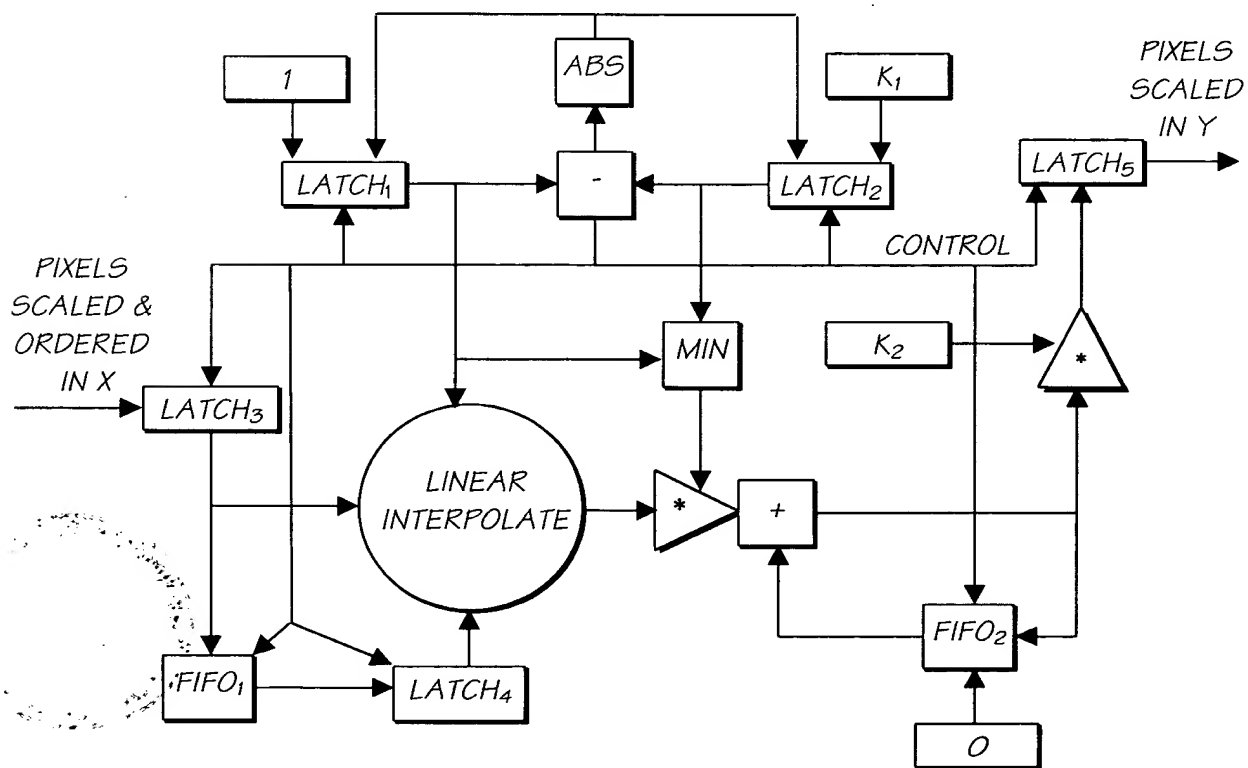 ABS
1
K₁
PIXELS
SCALED
IN Y
LATCH₁
-
LATCH₂
LATCH₅
CONTROL
PIXELS
SCALED &
ORDERED
IN X
MIN
K₂
*
LATCH₃
LINEAR
INTERPOLATE
*
+
FIFO₁
LATCH₄
FIFO₂
0